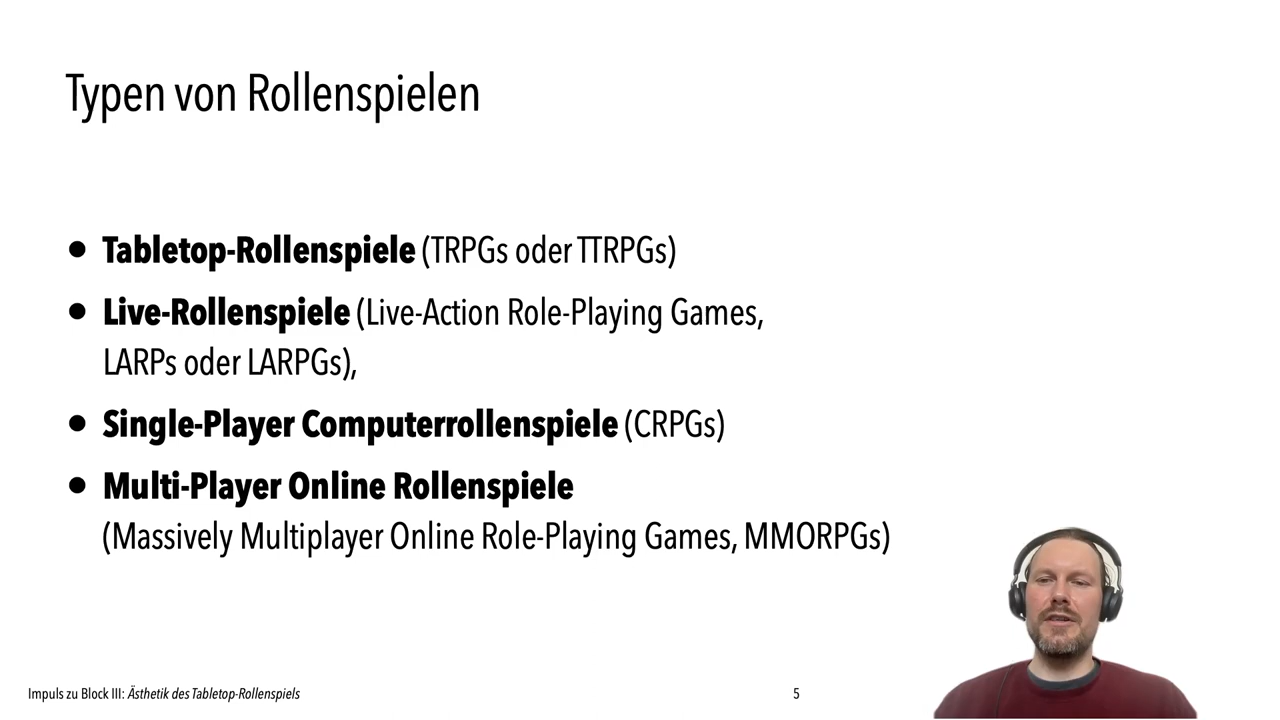 Typen von Rollenspielen
• Tabletop-Rollenspiele (TRPGs oder TTRPGs)
• Live-Rollenspiele (Live-Action Role-Playing Games,
LARPs oder LARPGs),
• Single-Player Computerrollenspiele (CRPGs)
• Multi-Player Online Rollenspiele
(Massively Multiplayer Online Role-Playing Games, MMORPGs)
Impuls zu Block III: Ästhetik des Tabletop-Rollenspiels
5